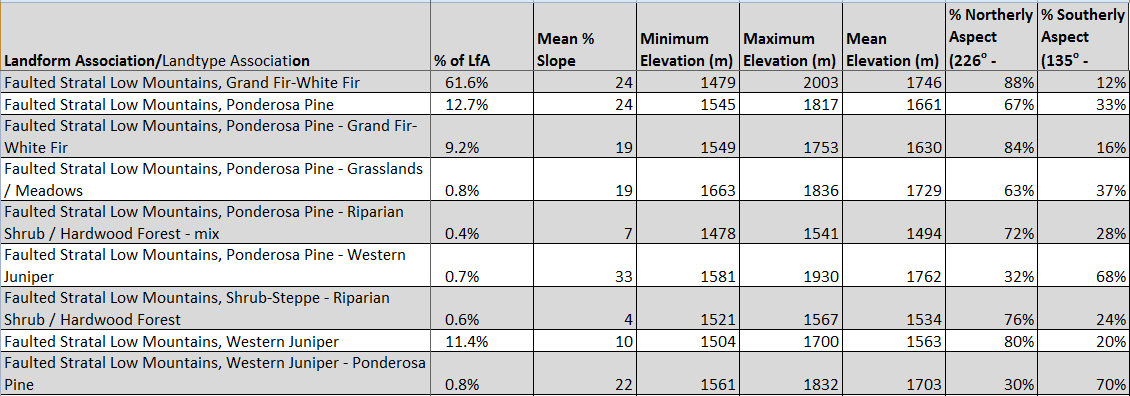 Landform Association/Landtype Association % of LfA Mean % Slope Minimum Elevation (m) Maximum Elevation (m) Mean Elevation (m) % Northerly Aspect (226° - % Southerly Aspect (135° -
Faulted Stratal Low Mountains, Grand Fir-White Fir 61.6% 24 1479 2003 1746 88% 12%
Faulted Stratal Low Mountains, Ponderosa Pine 12.7% 24 1545 1817 1661 67% 33%
Faulted Stratal Low Mountains, Ponderosa Pine - Grand Fir-
White Fir 9.2% 19 1549 1753 1630 84% 16%
Faulted Stratal Low Mountains, Ponderosa Pine - Grasslands
/ Meadows 0.8% 19 1663 1836 1729 63% 37%
Faulted Stratal Low Mountains, Ponderosa Pine - Riparian
Shrub / Hardwood Forest - mix 0.4% 7 1478 1541 1494 72% 28%
Faulted Stratal Low Mountains, Ponderosa Pine - Western
Juniper 0.7% 33 1581 1930 1762 32% 68%
Faulted Stratal Low Mountains, Shrub-Steppe - Riparian
Shrub / Hardwood Forest 0.6% 4 1521 1567 1534 76% 24%
Faulted Stratal Low Mountains, Western Juniper 11.4% 10 1504 1700 1563 80% 20%
Faulted Stratal Low Mountains, Western Juniper - Ponderosa
Pine 0.8% 22 1561 1832 1703 30% 70%